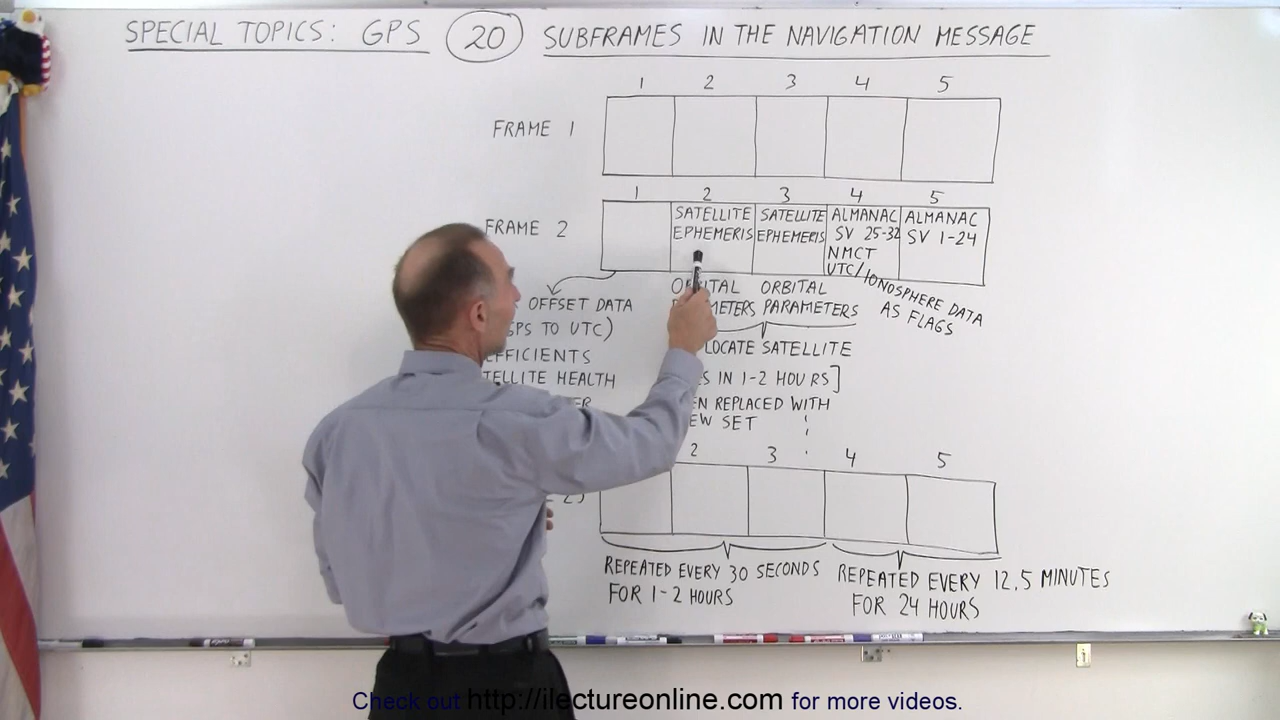 SPECIAL TOPICS: GPS 20 SUBFRAMES IN THE NAVIGATION MESSAGE
1 2 3 4 5
FRAME 1
1 2 3 4 5
FRAME 2
SATELLITE EPHEMERIS
SATELLITE EPHEMERIS
ALMANAC SV 25-32
NMCT
UTC/IONOSPHERE DATA
AS FLAGS
ALMANAC SV 1-24
ORBITAL
ORBITAL PARAMETERS
OFFSET DATA
GPS TO UTC)
HEALTH
LOCATE SATELLITE
IN 1-2 HOURS]
REPLACED WITH
SET
2 3 4 5
REPEATED EVERY 30 SECONDS
FOR 1-2 HOURS
REPEATED EVERY 12.5 MINUTES
FOR 24 HOURS
Check out http://ilectureonline.com for more videos.